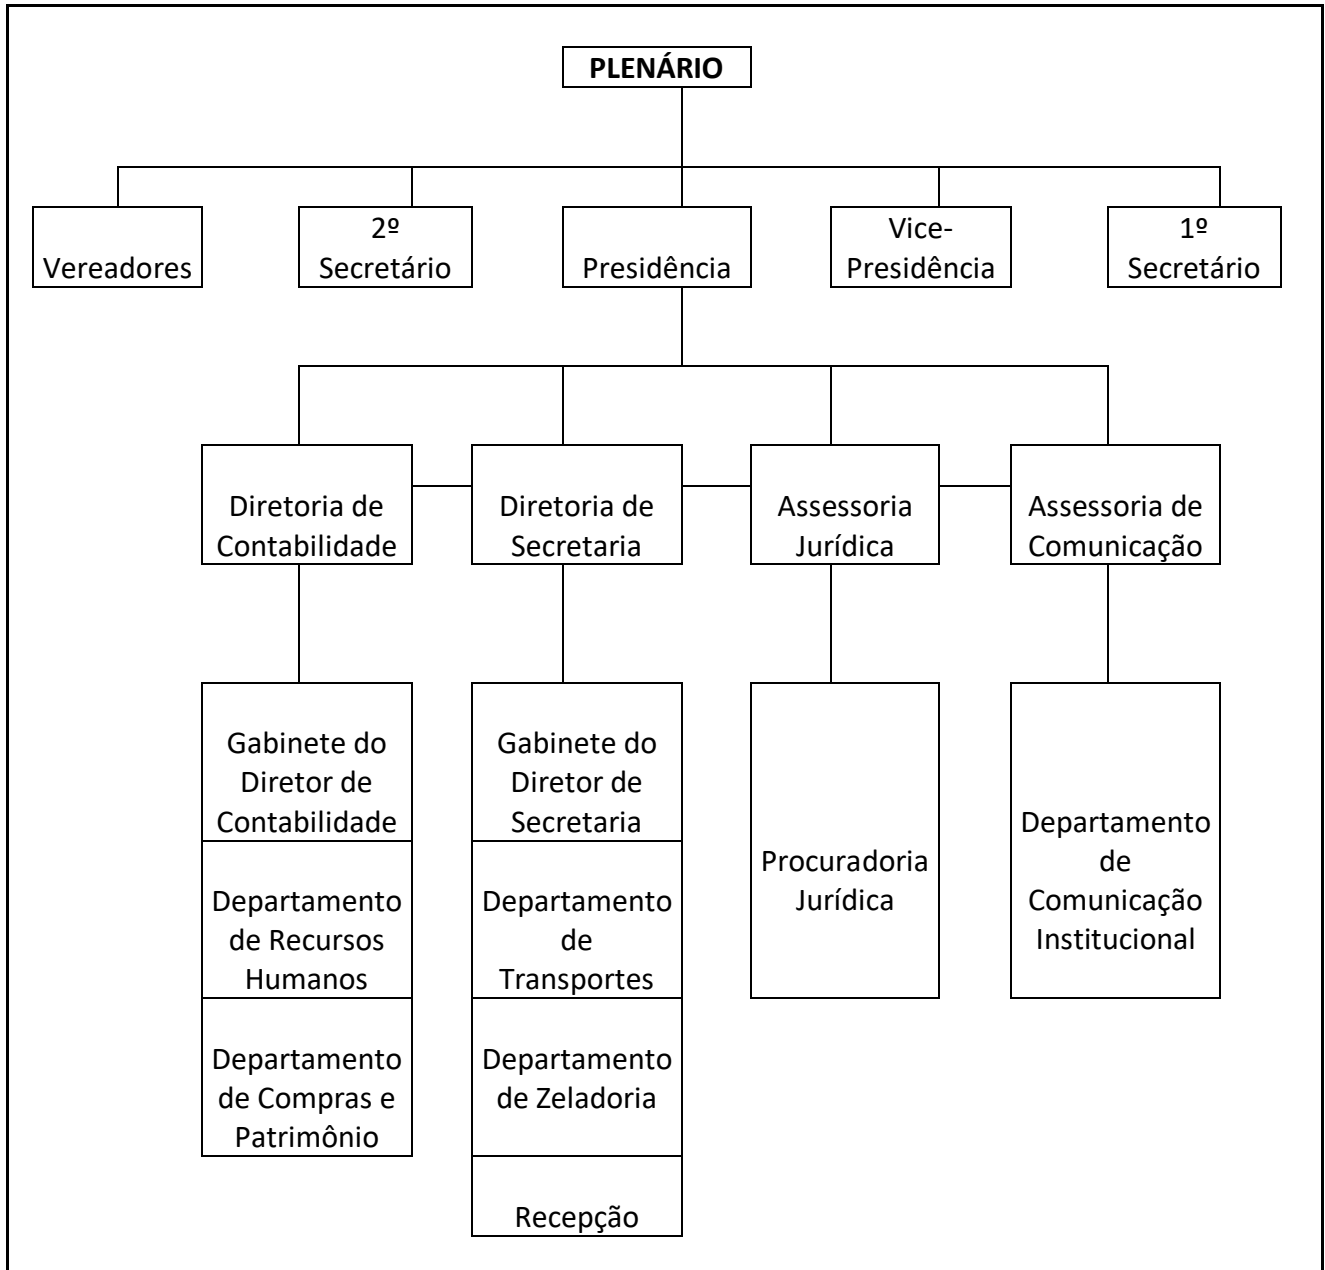 PLENÁRIO
Vereadores
2º
Secretário
Presidência
Vice-
Presidência
1º
Secretário
Diretoria de
Contabilidade
Diretoria de
Secretaria
Assessoria
Jurídica
Assessoria de
Comunicação
Gabinete do
Diretor de
Contabilidade
Departamento
de Recursos
Humanos
Departamento
de Compras e
Patrimônio
Gabinete do
Diretor de
Secretaria
Departamento
de
Transportes
Departamento
de Zeladoria
Recepção
Procuradoria
Jurídica
Departamento
de
Comunicação
Institucional